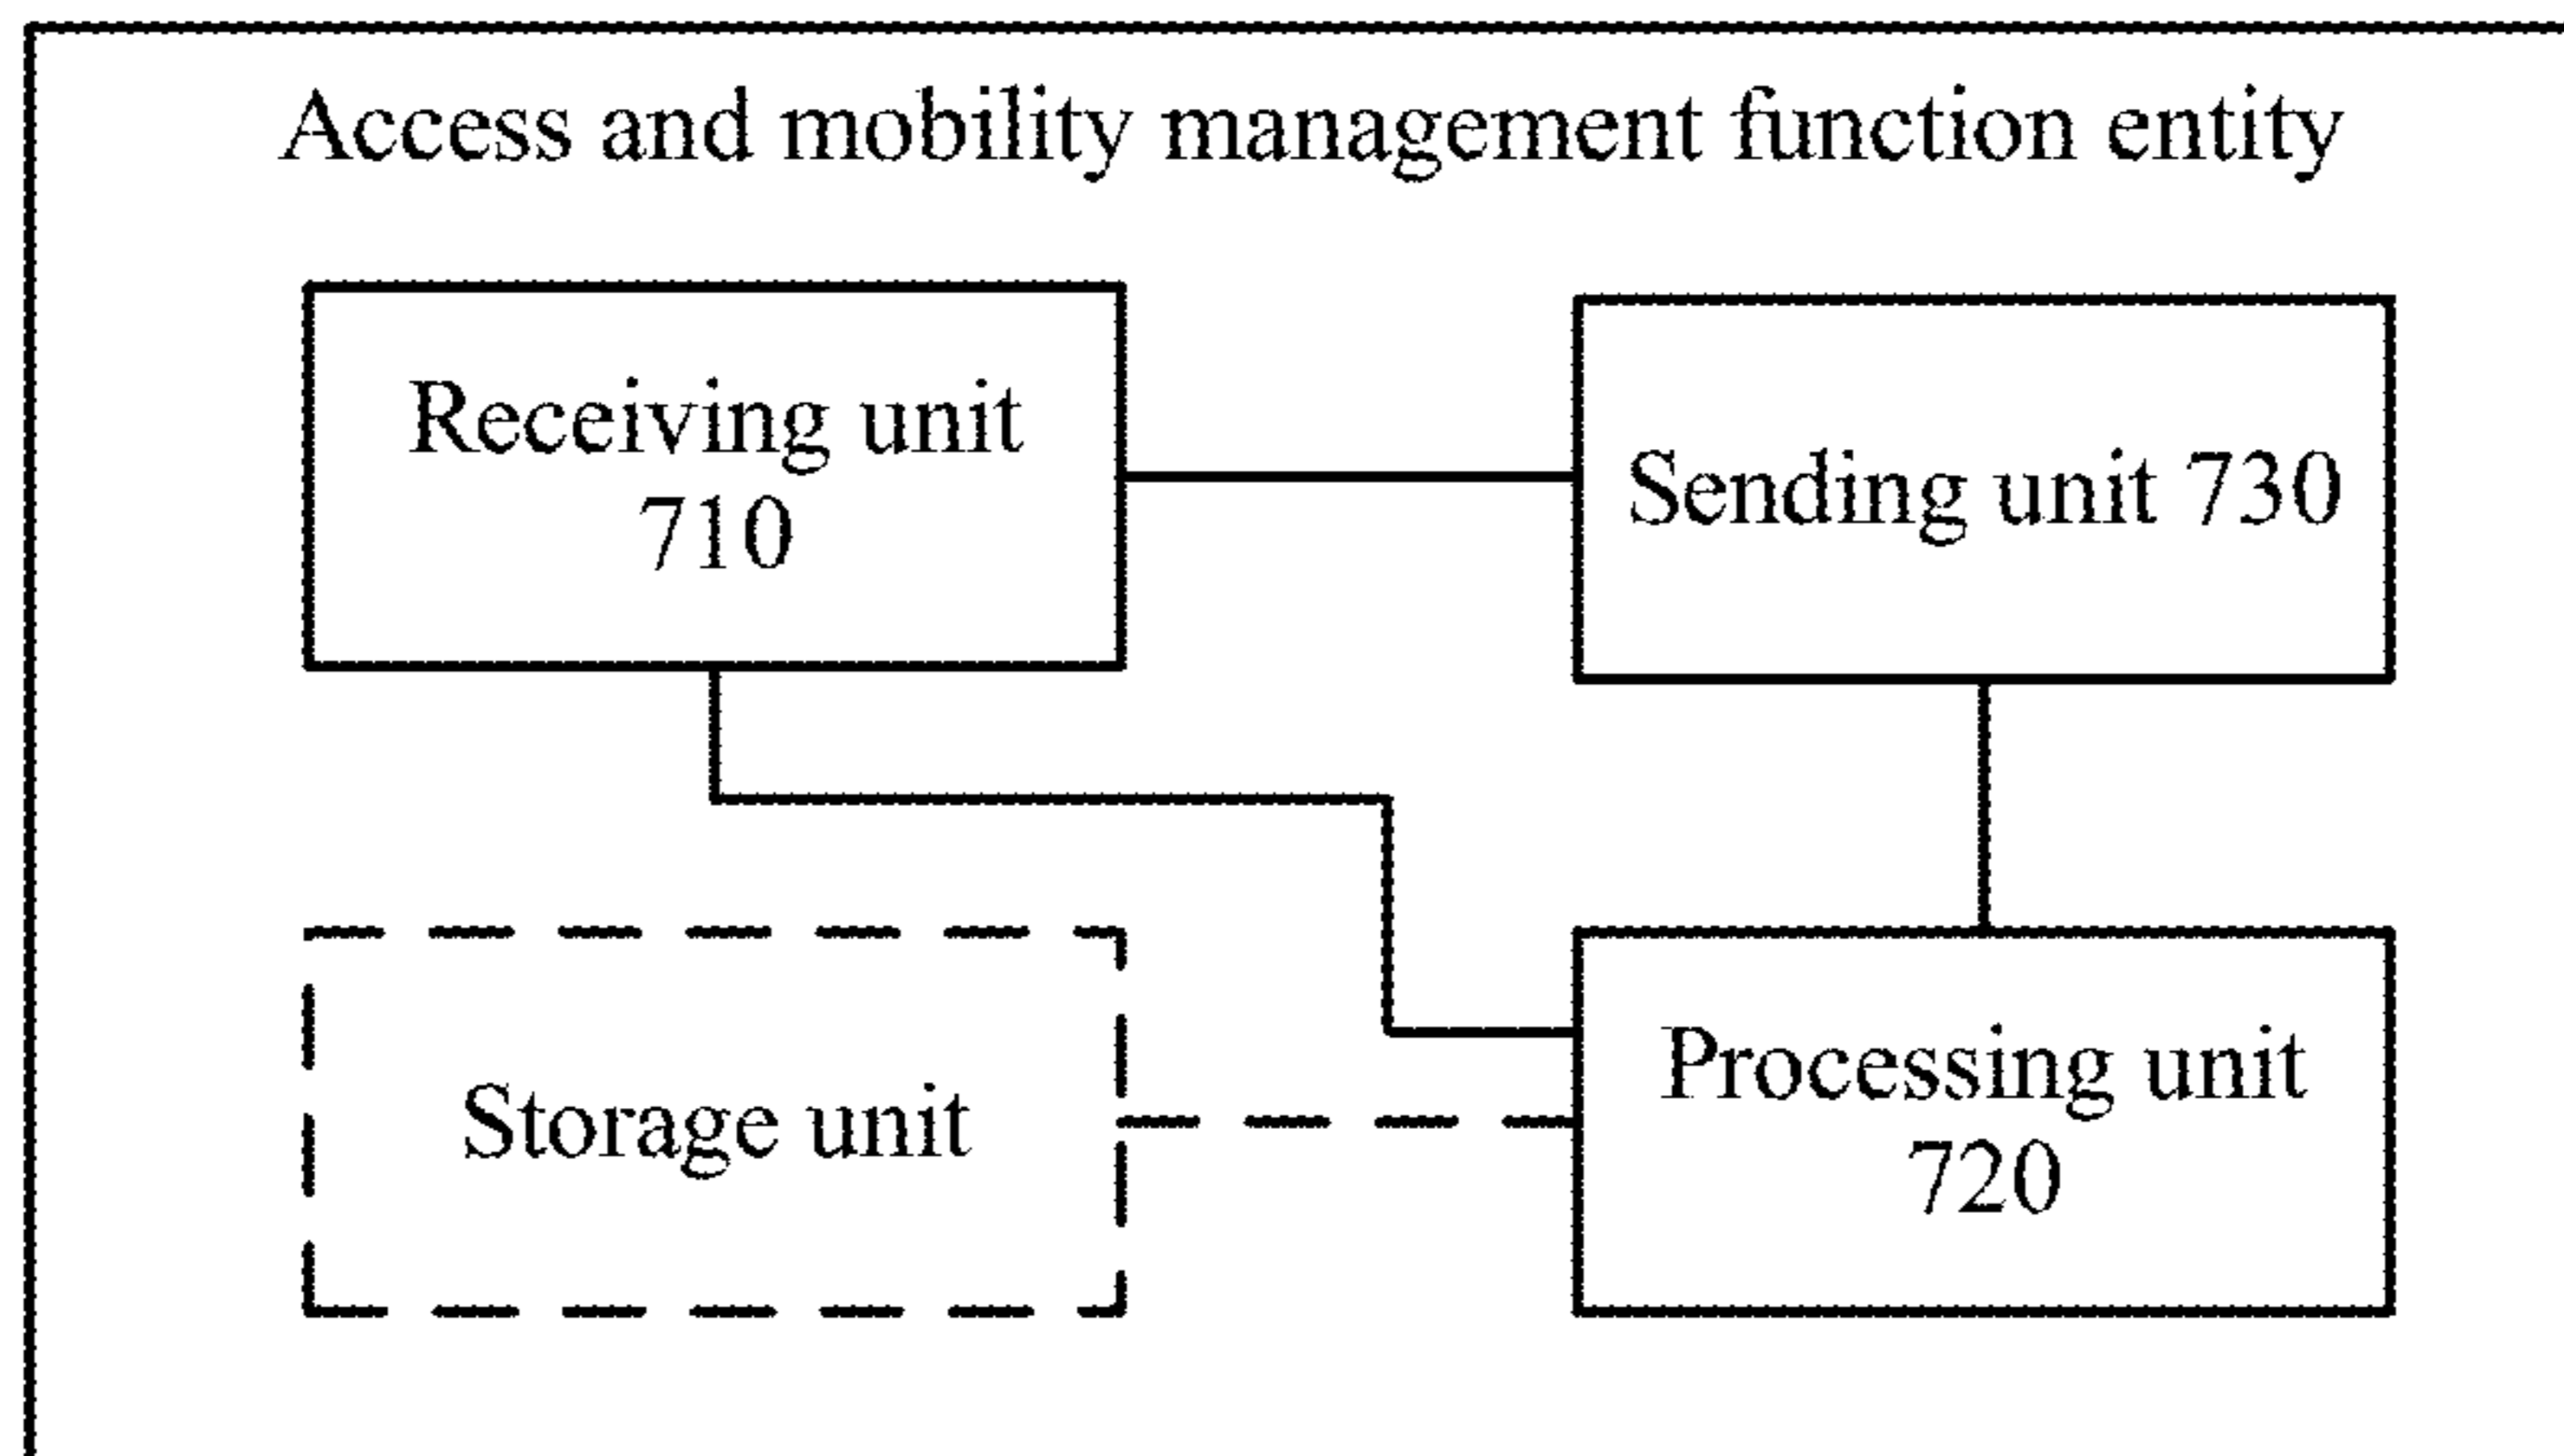 Access and mobility management function entity
Receiving unit
710
Sending unit 730
Storage unit
Processing unit
720